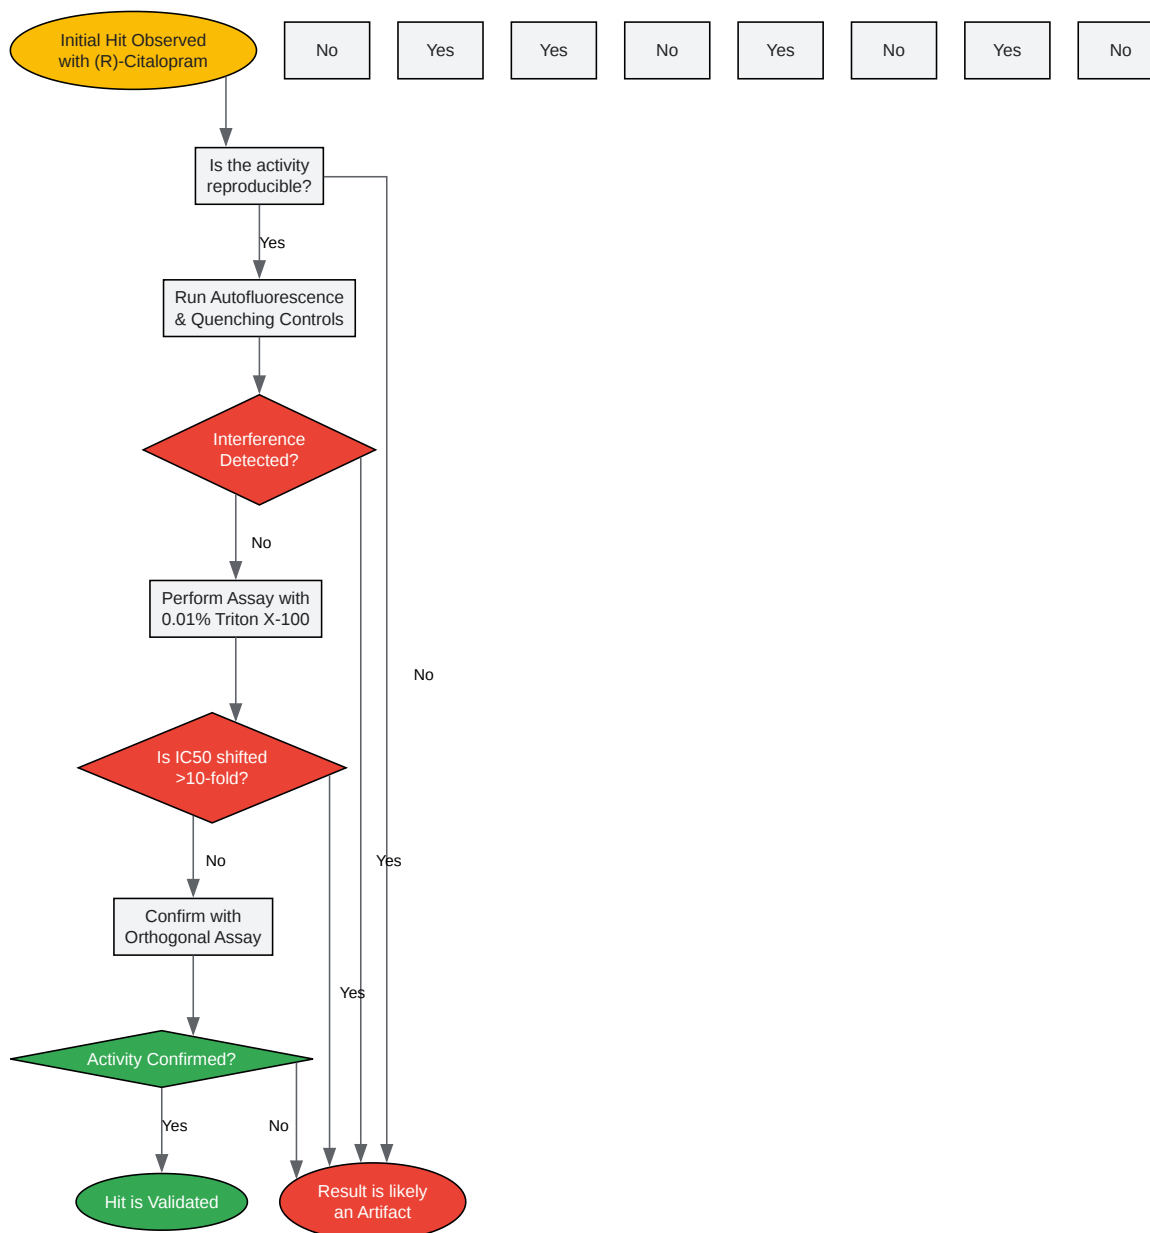 Initial Hit Observed
with (R)-Citalopram
No
Yes
Yes
No
Yes
No
Yes
No
Is the activity
reproducible?
Yes
Run Autofluorescence
& Quenching Controls
Interference
Detected?
No
Perform Assay with
0.01% Triton X-100
No
Is IC50 shifted
>10-fold?
No
Yes
Confirm with
Orthogonal Assay
Yes
Activity Confirmed?
Yes
No
Hit is Validated
Result is likely
an Artifact